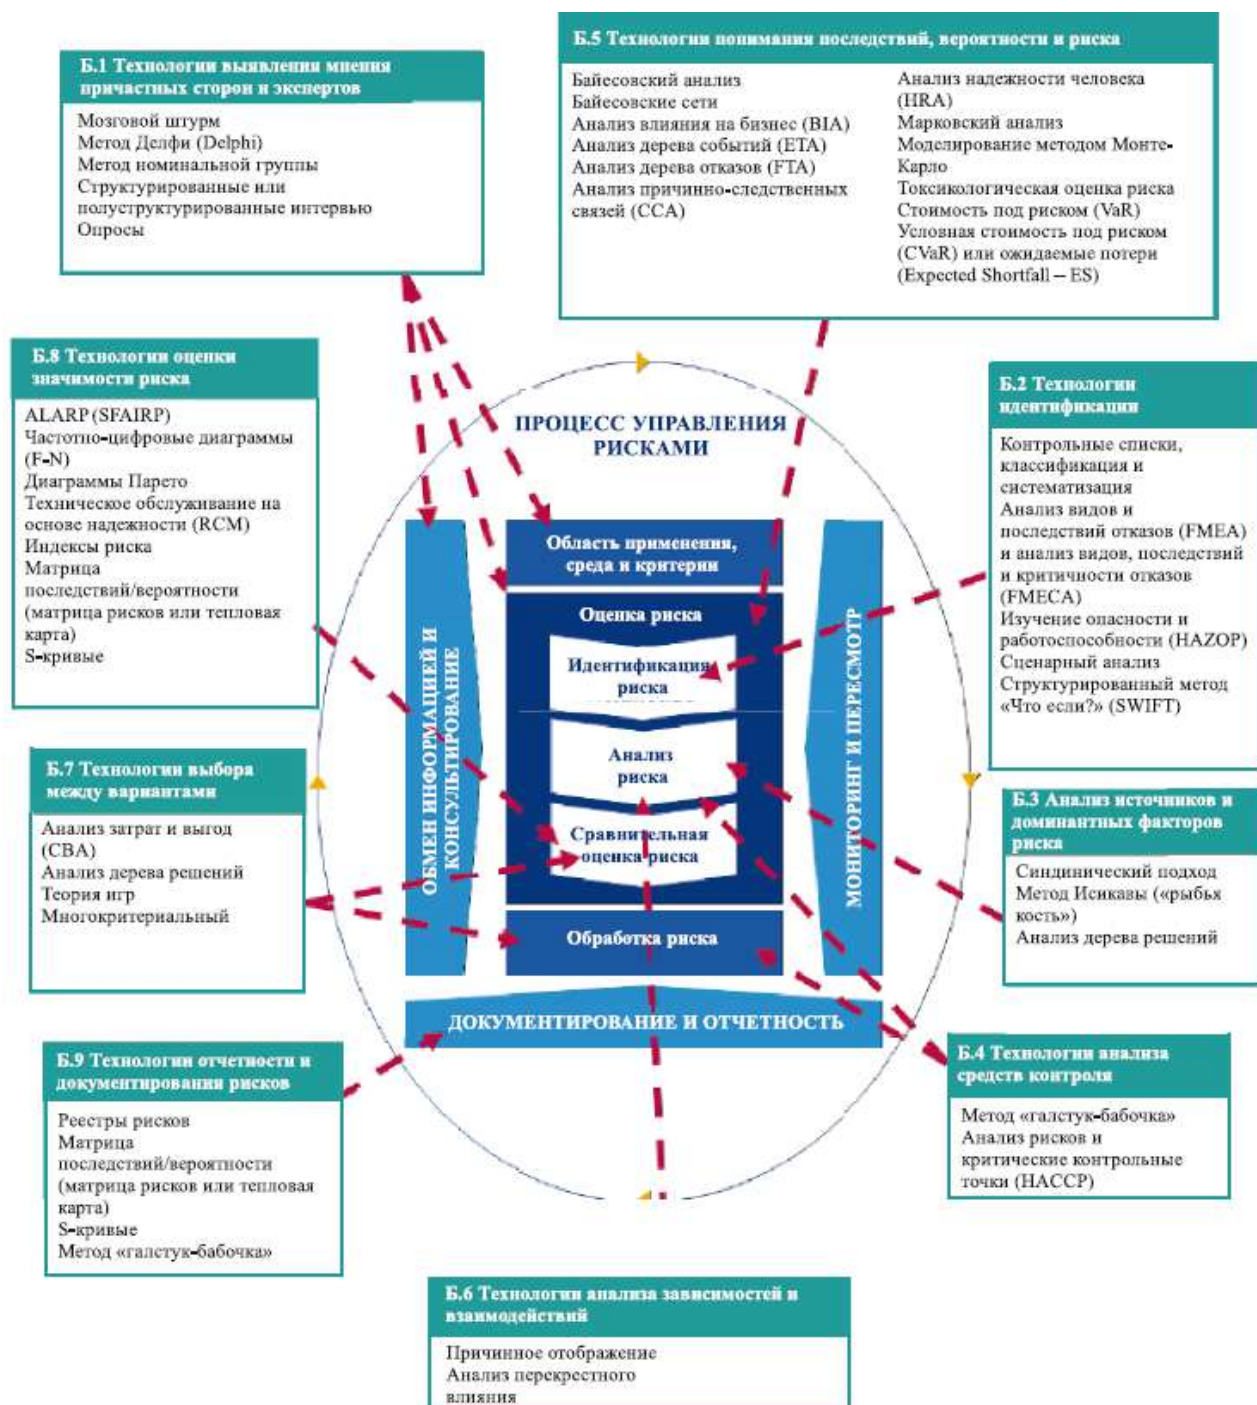 Б.1 Технологии выявления мнения
причастных сторон и экспертов
Мозговой штурм
Метод Делфи (Delphi)
Метод номинальной группы
Структурированные или
полуструктурированные интервью
Опросы
Б.5 Технологии понимания последствий, вероятности и риска
Байесовский анализ
Байесовские сети
Анализ влияния на бизнес (BIA)
Анализ дерева событий (ETA)
Анализ дерева отказов (FTA)
Анализ причинно-следственных
связей (CCA)
Анализ надежности человека
(HRA)
Марковский анализ
Моделирование методом Монте-
Карло
Токсикологическая оценка риска
Стоимость под риском (VaR)
Условная стоимость под риском
(CVaR) или ожидаемые потери
(Expected Shortfall – ES)
Б.8 Технологии оценки
значимости риска
ALARP (SFAIRP)
Частотно-цифровые диаграммы
(F-N)
Диаграммы Парето
Техническое обслуживание на
основе надежности (RCM)
Индексы риска
Матрица
последствий/вероятности
(матрица рисков или тепловая
карта)
S-кривые
ПРОЦЕСС УПРАВЛЕНИЯ
РИСКАМИ
Область применения,
среда и критерии
Оценка риска
Идентификация
риска
Анализ
риска
Сравнительная
оценка риска
Обработка риска
ОБМЕН ИНФОРМАЦИЕЙ И
КОНСУЛЬТИРОВАНИЕ
МОНИТОРИНГ И ПЕРЕСМОТР
ДОКУМЕНТИРОВАНИЕ И ОТЧЕТНОСТЬ
Б.2 Технологии
идентификации
Контрольные списки,
классификация и
систематизация
Анализ видов и
последствий отказов (FMEA)
и анализ видов, последствий
и критичности отказов
(FMECA)
Изучение опасности и
работоспособности (HAZOP)
Сценарный анализ
Структурированный метод
«Что если?» (SWIFT)
Б.7 Технологии выбора
между вариантами
Анализ затрат и выгод
(CBA)
Анализ дерева решений
Теория игр
Многокритериальный
Б.3 Анализ источников и
доминантных факторов
риска
Синдинический подход
Метод Исикавы («рыбья
кость»)
Анализ дерева решений
Б.9 Технологии отчетности и
документирования рисков
Реестры рисков
Матрица
последствий/вероятности
(матрица рисков или тепловая
карта)
S-кривые
Метод «галстук-бабочка»
Б.4 Технологии анализа
средств контроля
Метод «галстук-бабочка»
Анализ рисков и
критические контрольные
точки (HACCP)
Б.6 Технологии анализа зависимостей и
взаимодействий
Причинное отображение
Анализ перекрестного
влияния